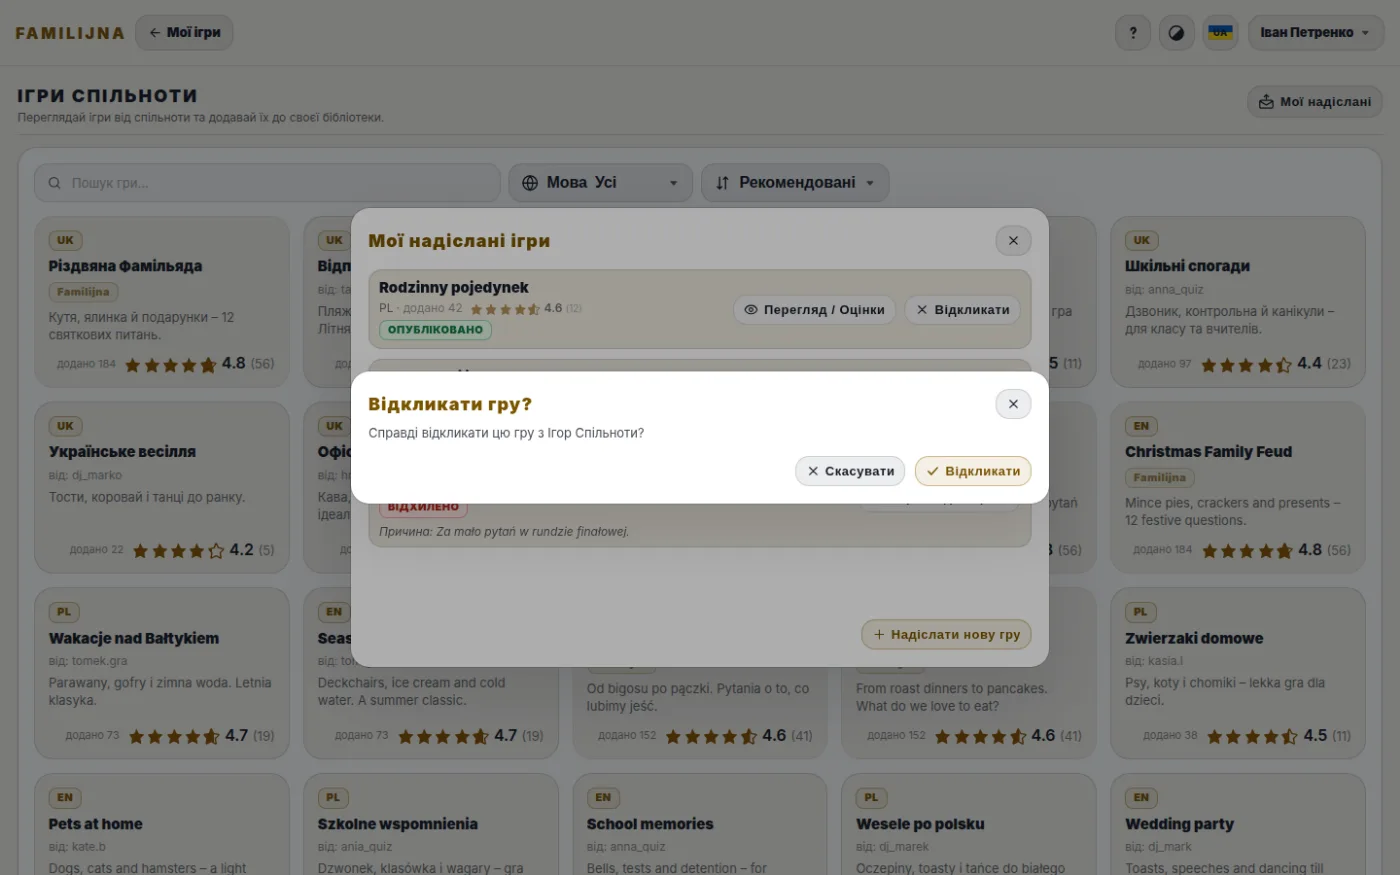 FAMILIJNA
← Мої ігри
?
UA
Іван Петренко
ІГРИ СПІЛЬНОТИ
Переглядай ігри від спільноти та додавай їх до своєї бібліотеки.
Мої надіслані
Пошук гри...
Мова Усі
Рекомендовані
UK
Різдвяна Фамільяда
Familijna
Кутя, ялинка й подарунки – 12
святкових питань.
додано 184 4.8 (56)
UK
від:
5 (11)
UK
Шкільні спогади
від: anna_quiz
Дзвоник, контрольна й канікули –
для класу та вчителів.
додано 97 4.4 (23)
Мої надіслані ігри
Rodzinny pojedynek
PL · додано 42 4.6 (12)
ОПУБЛІКОВАНО
Перегляд / Оцінки
Відкликати
Відкликати гру?
Справді відкликати цю гру з Ігор Спільноти?
Скасувати
Відкликати
ВІДХИЛЕНО
Причина: Za mało pytań w rundzie finałowej.
+ Надіслати нову гру
UK
Українське весілля
від: dj_marko
Тости, коровай і танці до ранку.
додано 22 4.2 (5)
UK
від:
Кава,
(56)
EN
Christmas Family Feud
Familijna
Mince pies, crackers and presents –
12 festive questions.
додано 184 4.8 (56)
PL
Wakacje nad Bałtykiem
від: tomek.gra
Parawany, gofry i zimna woda. Letnia
klasyka.
додано 73 4.7 (19)
EN
від:
Deckchairs, ice cream and cold
water. A summer classic.
додано 73 4.7 (19)
Od bigosu po pączki. Pytania o to, co
lubimy jeść.
додано 152 4.6 (41)
From roast dinners to pancakes.
What do we love to eat?
додано 152 4.6 (41)
PL
Zwierzaki domowe
від: kasia.l
Psy, koty i chomiki – lekka gra dla
dzieci.
додано 38 4.5 (11)
EN
Pets at home
від: kate.b
Dogs, cats and hamsters – a light
PL
Szkolne wspomnienia
від: ania_quiz
Dzwonek, klasówka i wagary – gra
EN
School memories
від: anna_quiz
Bells, tests and detention – for
PL
Wesele po polsku
від: dj_marek
Oczepiny, toasty i tańce do białego
EN
Wedding party
від: dj_mark
Toasts, speeches and dancing till